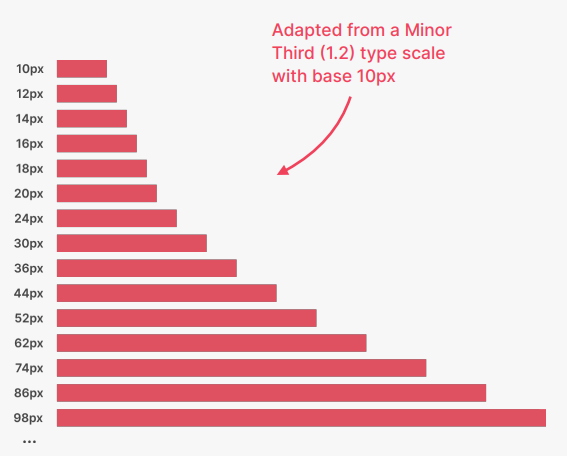 Adapted from a Minor
Third (1.2) type scale
with base 10px
10px
12px
14px
16px
18px
20px
24px
30px
36px
44px
52px
62px
74px
86px
98px
...